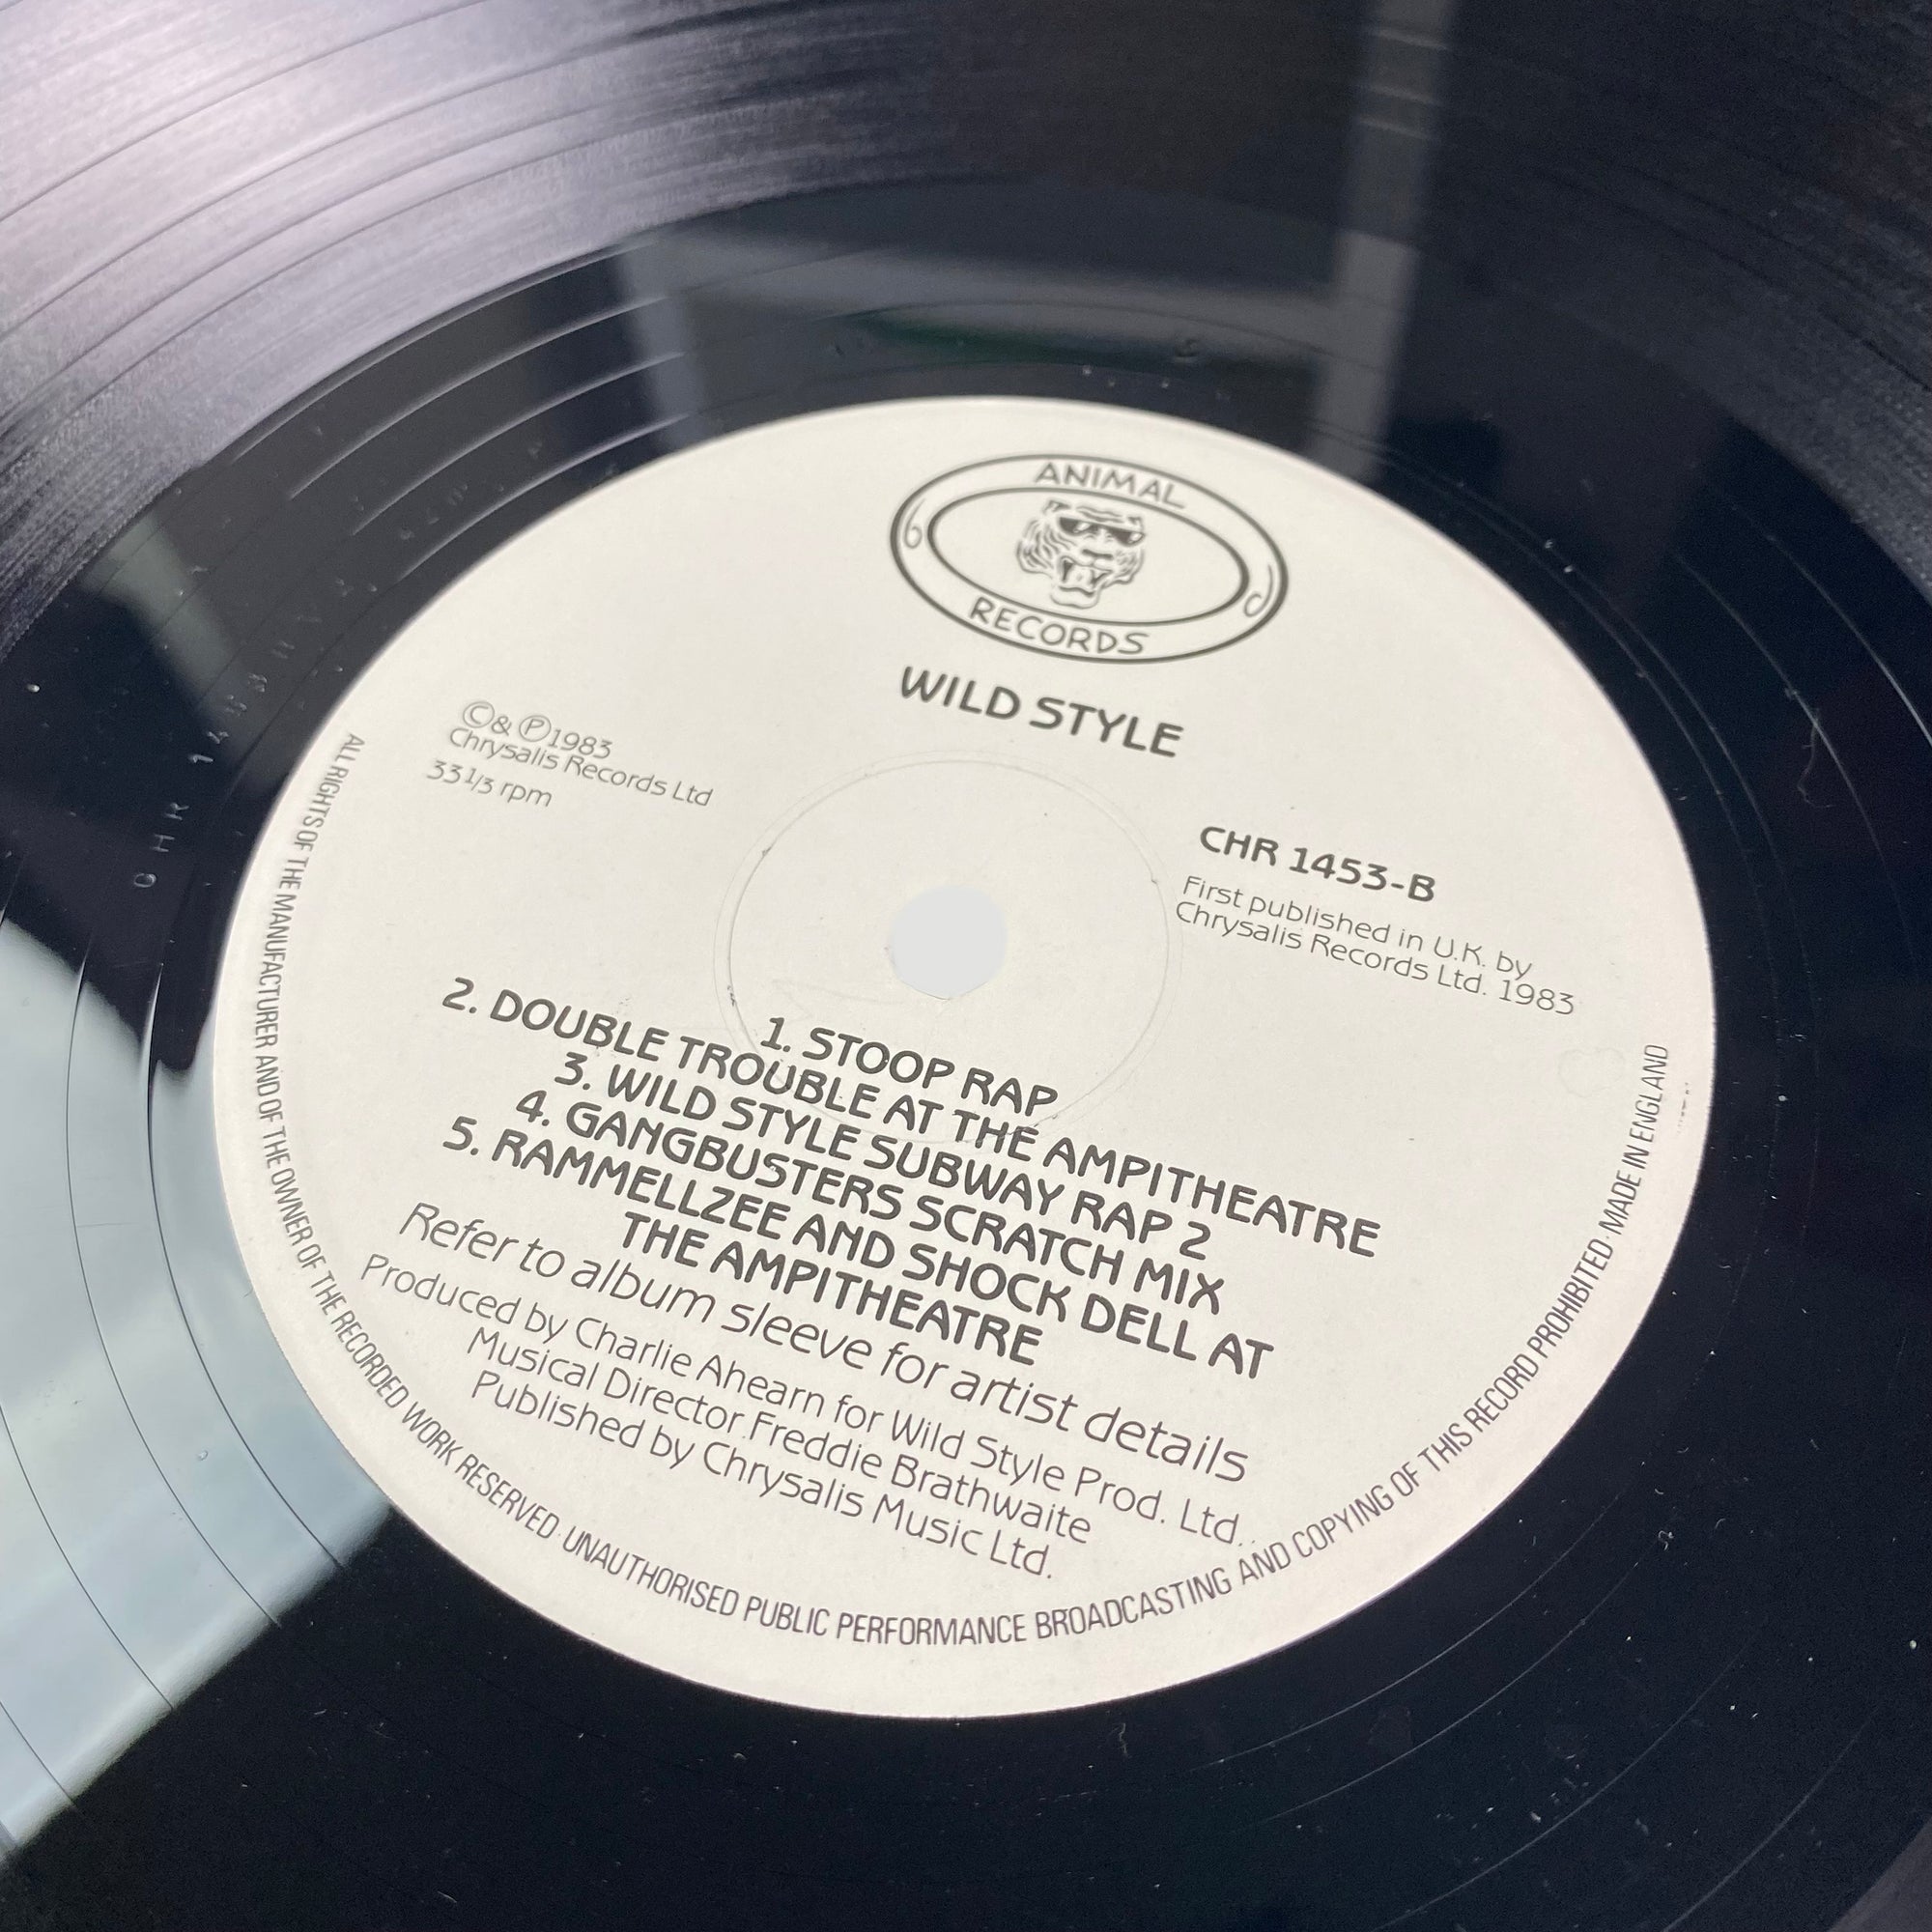 ANIMAL
RECORDS
WILD STYLE
©& ℗1983
Chrysalis Records Ltd
33 1/3 rpm
CHR 1453-B
First published in U.K. by
Chrysalis Records Ltd. 1983
1. STOOP RAP
2. DOUBLE TROUBLE AT THE AMPITHEATRE
3. WILD STYLE SUBWAY RAP 2
4. GANGBUSTERS SCRATCH MIX
5. RAMMELLZEE AND SHOCK DELL AT
THE AMPITHEATRE
Refer to album sleeve for artist details
Produced by Charlie Ahearn for Wild Style Prod. Ltd.
Musical Director Freddie Brathwaite
Published by Chrysalis Music Ltd.
ALL RIGHTS OF THE MANUFACTURER AND OF THE OWNER OF THE RECORDED WORK RESERVED · UNAUTHORISED PUBLIC PERFORMANCE BROADCASTING AND COPYING OF THIS RECORD PROHIBITED · MADE IN ENGLAND
CHR